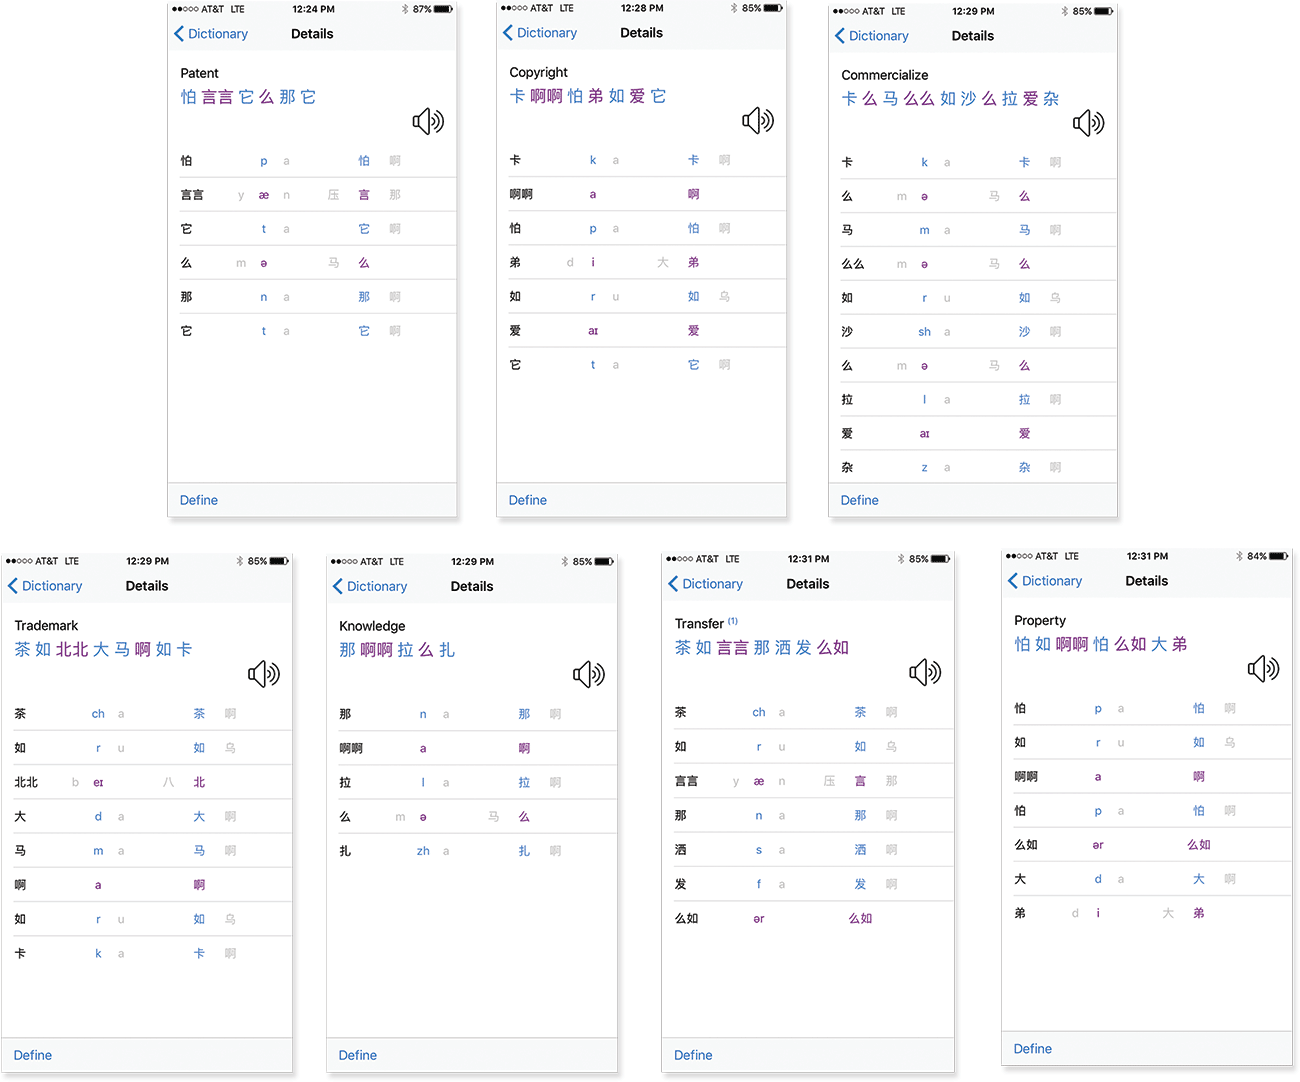 ●●○○○ AT&T LTE 12:24 PM 87%
Dictionary Details
Patent
怕 言言 它 么 那 它
怕 p a 怕 啊
言言 y æ n 压 言 那
它 t a 它 啊
么 m ə 马 么
那 n a 那 啊
它 t a 它 啊
Define
●●○○○ AT&T LTE 12:28 PM 85%
Dictionary Details
Copyright
卡 啊啊 怕 弟 如 爱 它
卡 k a 卡 啊
啊啊 a 啊
怕 p a 怕 啊
弟 d i 大 弟
如 r u 如 乌
爱 aɪ 爱
它 t a 它 啊
Define
●●○○○ AT&T LTE 12:29 PM 85%
Dictionary Details
Commercialize
卡 么 马 么么 如 沙 么 拉 爱 杂
卡 k a 卡 啊
么 m ə 马 么
马 m a 马 啊
么么 m ə 马 么
如 r u 如 乌
沙 sh a 沙 啊
么 m ə 马 么
拉 l a 拉 啊
爱 aɪ 爱
杂 z a 杂 啊
Define
●●○○○ AT&T LTE 12:29 PM 85%
Dictionary Details
Trademark
茶 如 北北 大 马 啊 如 卡
茶 ch a 茶 啊
如 r u 如 乌
北北 b eɪ 八 北
大 d a 大 啊
马 m a 马 啊
啊 a 啊
如 r u 如 乌
卡 k a 卡 啊
Define
●●○○○ AT&T LTE 12:29 PM 85%
Dictionary Details
Knowledge
那 啊啊 拉 么 扎
那 n a 那 啊
啊啊 a 啊
拉 l a 拉 啊
么 m ə 马 么
扎 zh a 扎 啊
Define
●●○○○ AT&T LTE 12:31 PM 85%
Dictionary Details
Transfer (1)
茶 如 言言 那 洒 发 么如
茶 ch a 茶 啊
如 r u 如 乌
言言 y æ n 压 言 那
那 n a 那 啊
洒 s a 洒 啊
发 f a 发 啊
么如 ər 么如
Define
●●○○○ AT&T LTE 12:31 PM 84%
Dictionary Details
Property
怕 如 啊啊 怕 么如 大 弟
怕 p a 怕 啊
如 r u 如 乌
啊啊 a 啊
怕 p a 怕 啊
么如 ər 么如
大 d a 大 啊
弟 d i 大 弟
Define